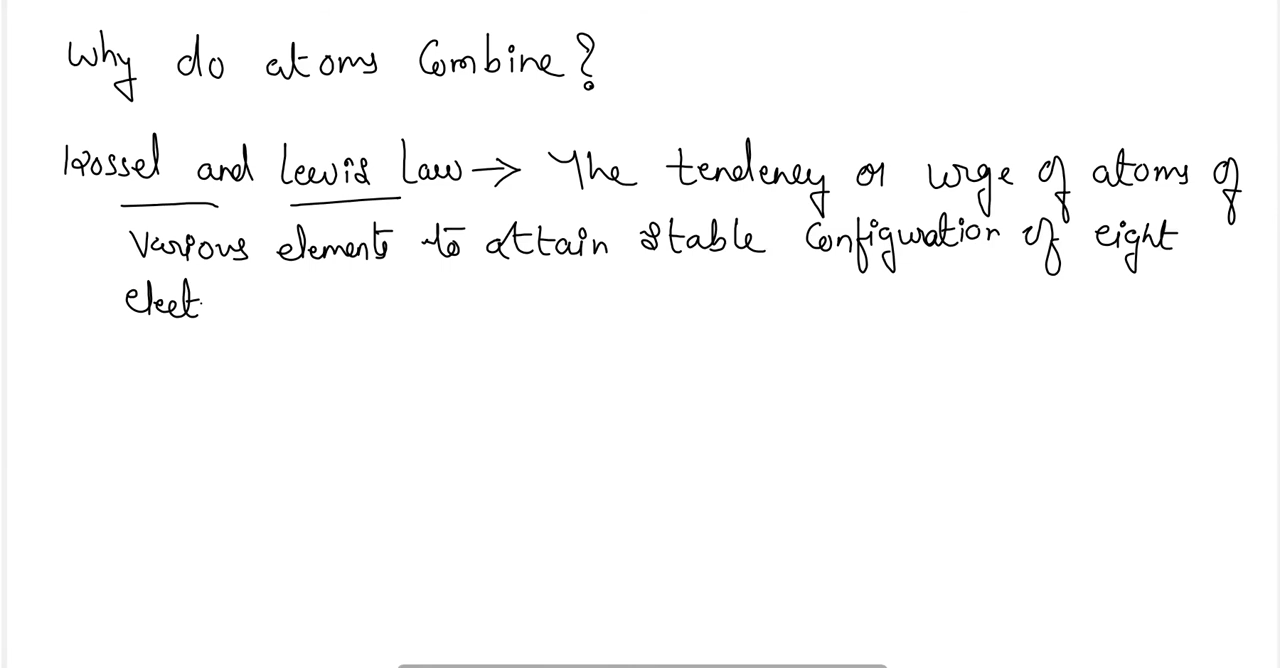 Why do atoms Combine?
Kossel and Lewis Law → The tendency or urge of atoms of
various elements to attain stable Configuration of eight
elect